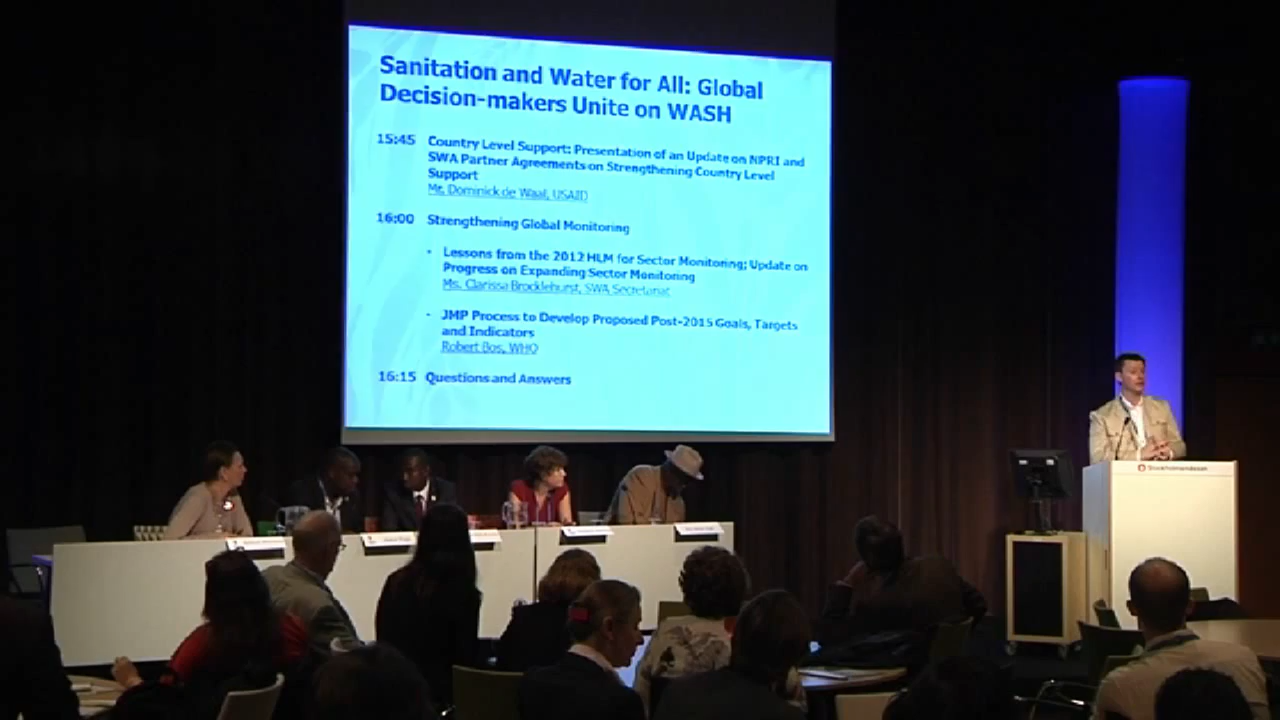 Sanitation and Water for All: Global
Decision-makers Unite on WASH
15:45 Country Level Support: Presentation of an Update on NPRI and
SWA Partner Agreements on Strengthening Country Level
Support
Mr. Dominick de Waal, USAID
16:00 Strengthening Global Monitoring
- Lessons from the 2012 HLM for Sector Monitoring; Update on
Progress on Expanding Sector Monitoring
Ms. Clarissa Brocklehurst, SWA Secretariat
- JMP Process to Develop Proposed Post-2015 Goals, Targets
and Indicators
Robert Bos, WHO
16:15 Questions and Answers
Stockholmsmässan